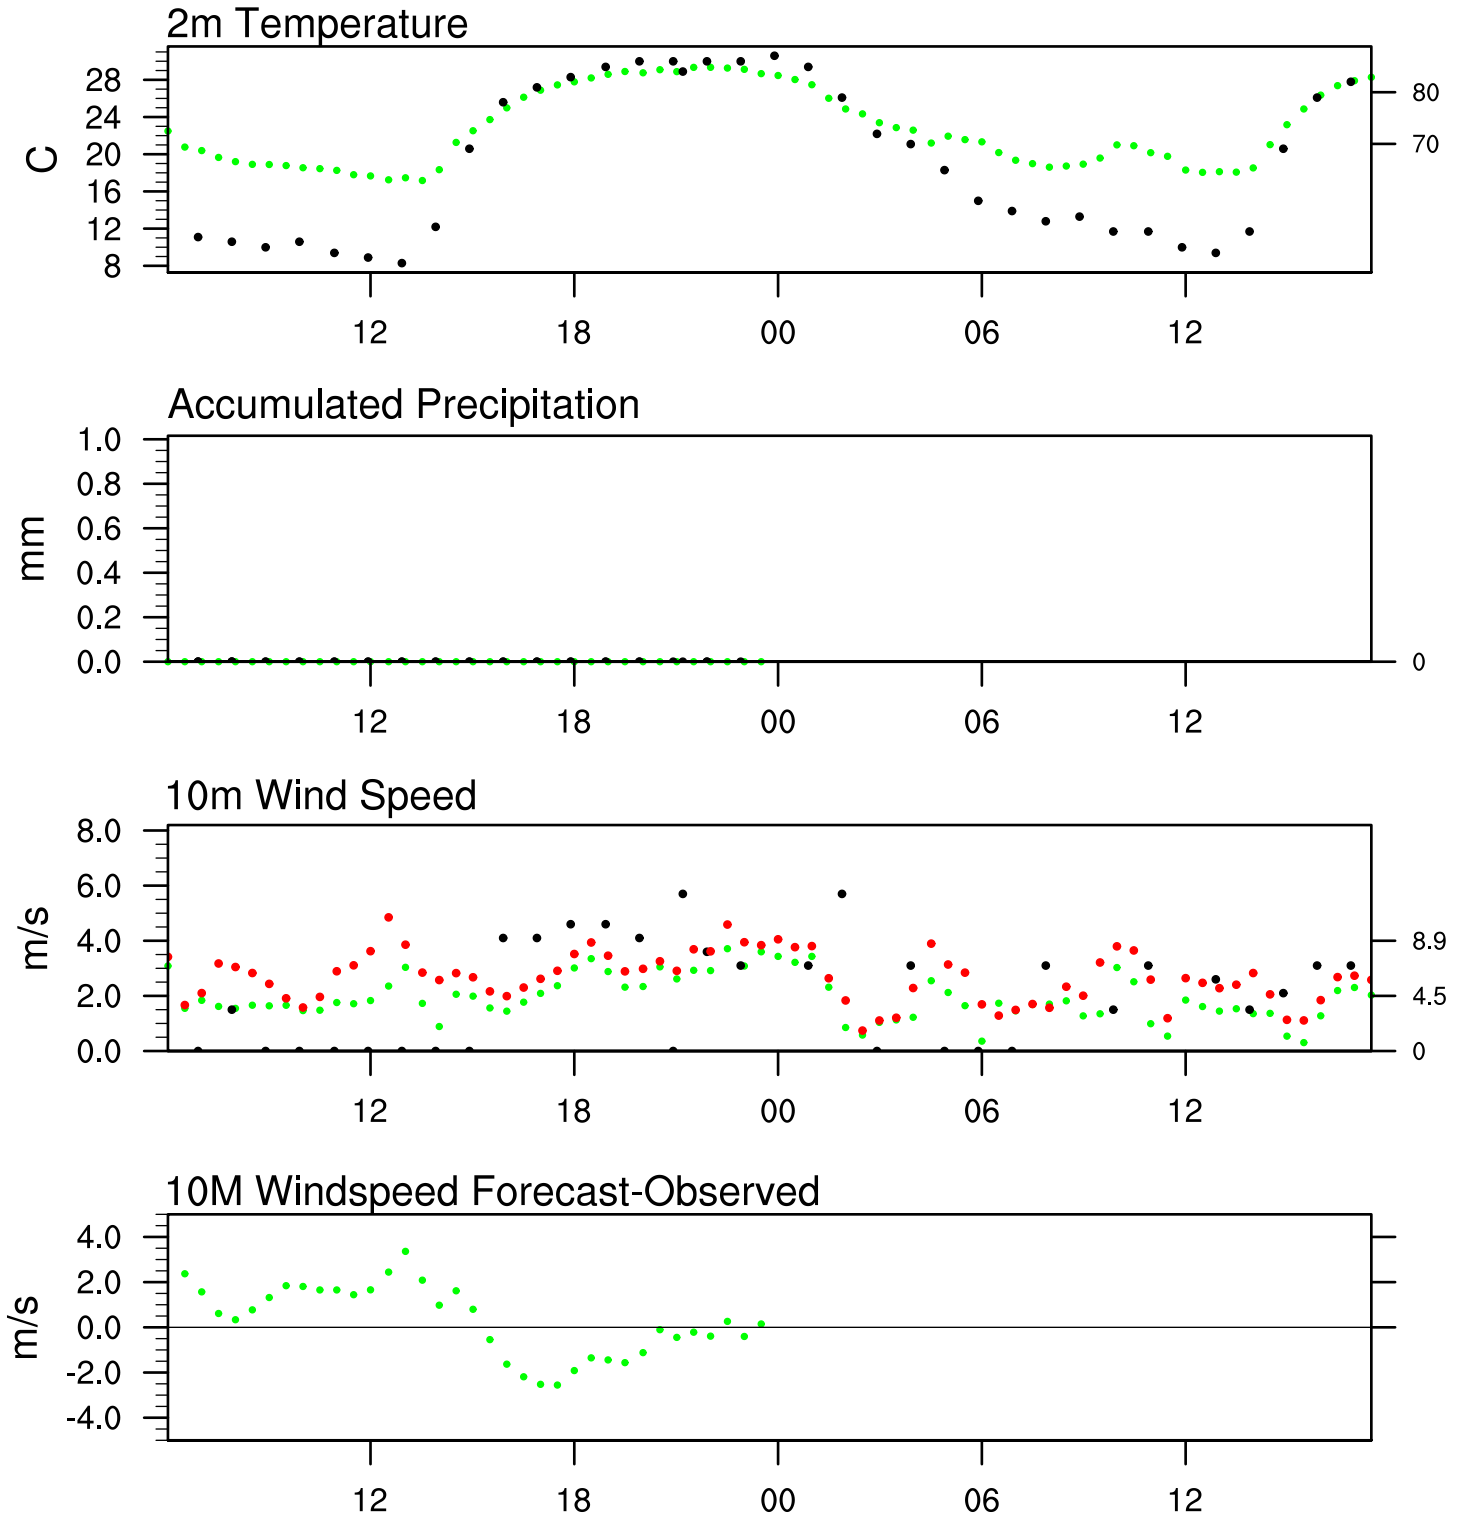 2m Temperature
28
24
20
16
12
8
C
80
70
12 18 00 06 12
Accumulated Precipitation
1.0
0.8
0.6
0.4
0.2
0.0
mm
0
12 18 00 06 12
10m Wind Speed
8.0
6.0
4.0
2.0
0.0
m/s
8.9
4.5
0
12 18 00 06 12
10M Windspeed Forecast-Observed
4.0
2.0
0.0
-2.0
-4.0
m/s
12 18 00 06 12